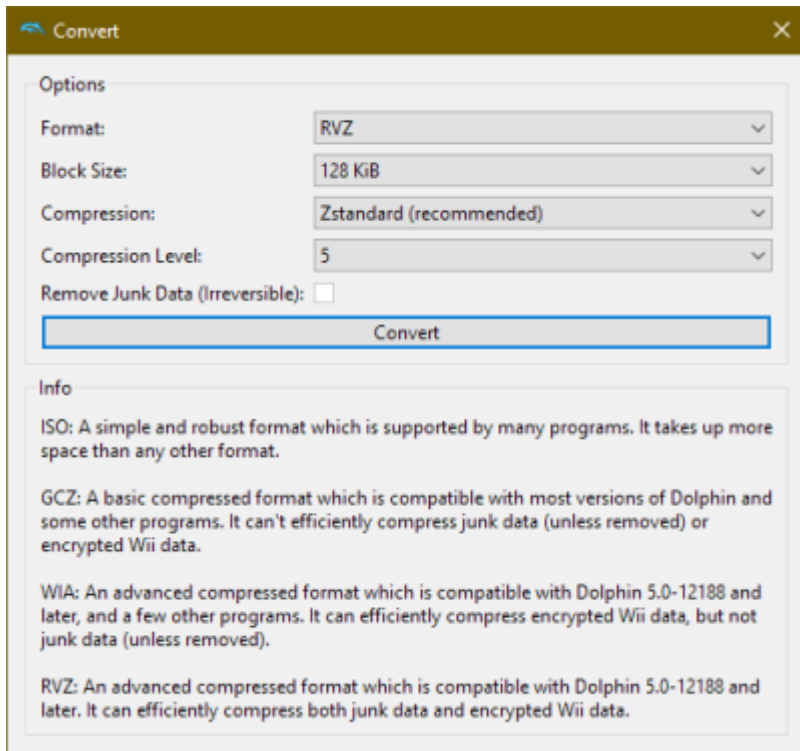 Convert
Options
Format:
RVZ
Block Size:
128 KiB
Compression:
Zstandard (recommended)
Compression Level:
5
Remove Junk Data (Irreversible):
Convert
Info
ISO: A simple and robust format which is supported by many programs. It takes up more
space than any other format.
GCZ: A basic compressed format which is compatible with most versions of Dolphin and
some other programs. It can't efficiently compress junk data (unless removed) or
encrypted Wii data.
WIA: An advanced compressed format which is compatible with Dolphin 5.0-12188 and
later, and a few other programs. It can efficiently compress encrypted Wii data, but not
junk data (unless removed).
RVZ: An advanced compressed format which is compatible with Dolphin 5.0-12188 and
later. It can efficiently compress both junk data and encrypted Wii data.